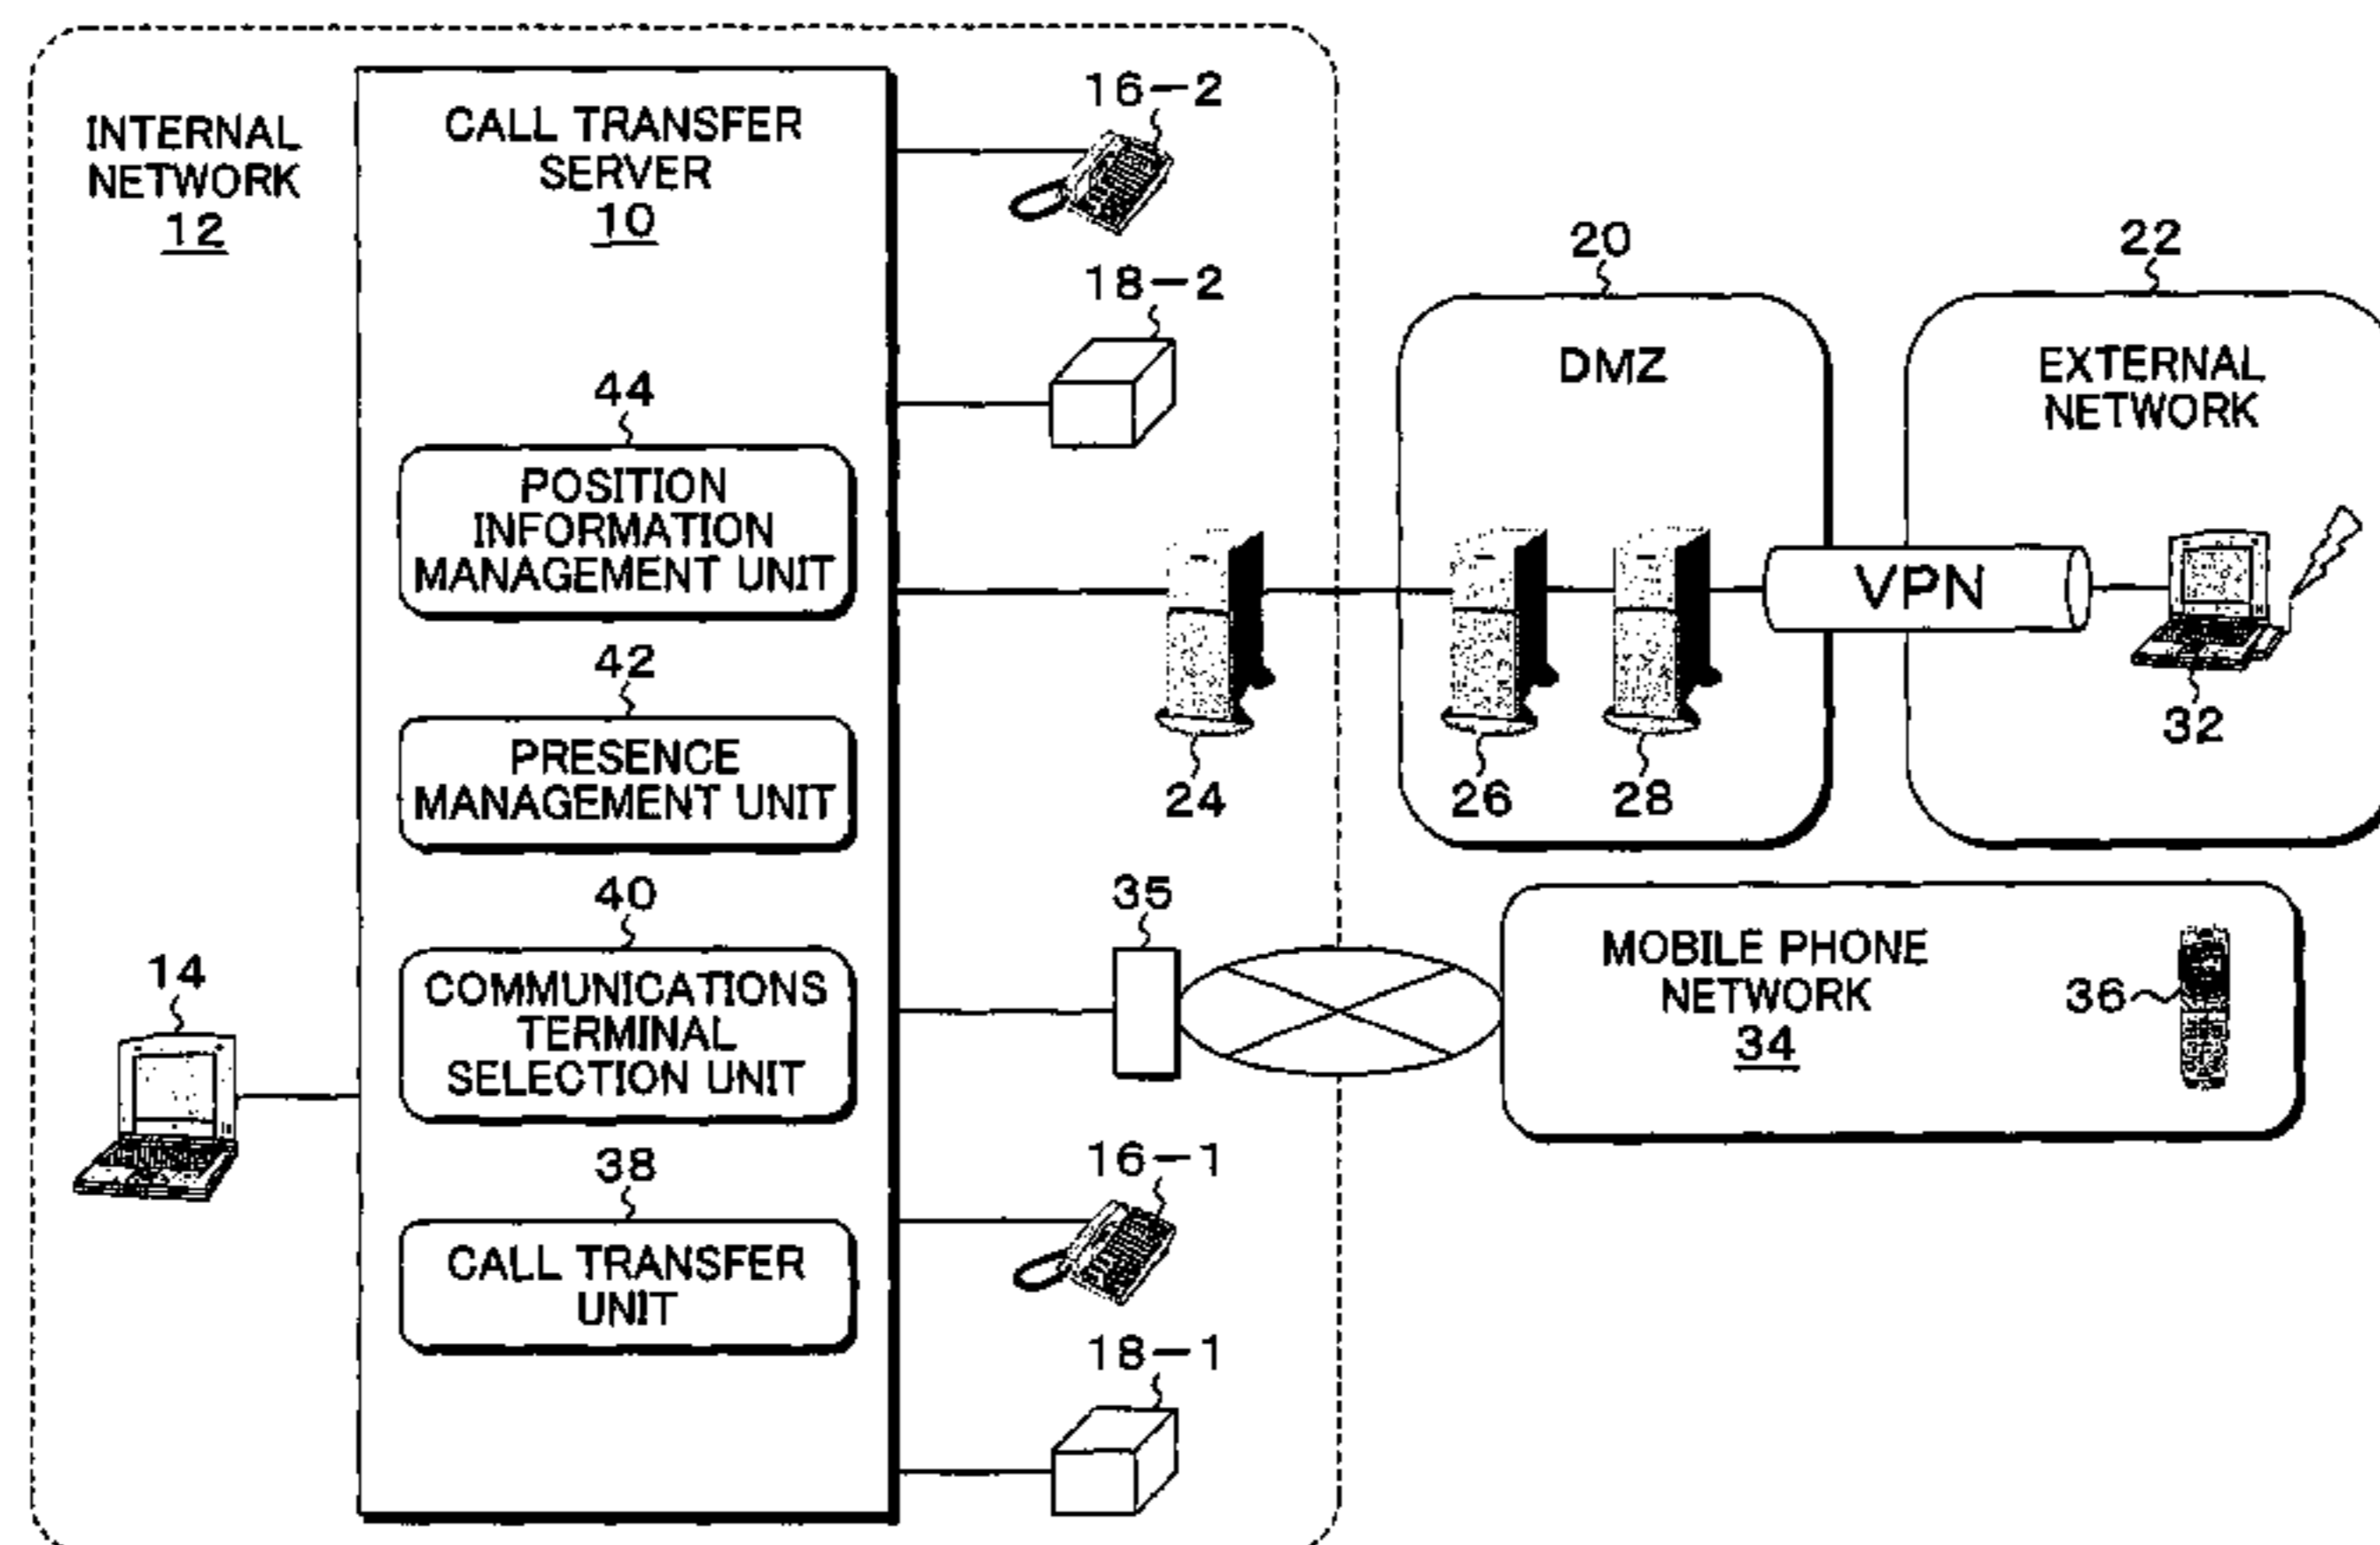 INTERNAL
NETWORK
12
CALL TRANSFER
SERVER
10
44
POSITION
INFORMATION
MANAGEMENT UNIT
42
PRESENCE
MANAGEMENT UNIT
40
COMMUNICATIONS
TERMINAL
SELECTION UNIT
38
CALL TRANSFER
UNIT
14
16-2
18-2
24
35
16-1
18-1
20
DMZ
26
28
VPN
22
EXTERNAL
NETWORK
32
MOBILE PHONE
NETWORK
34
36